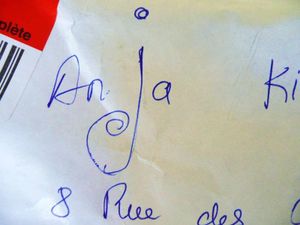 plète
Anja Ki
8 Rue des